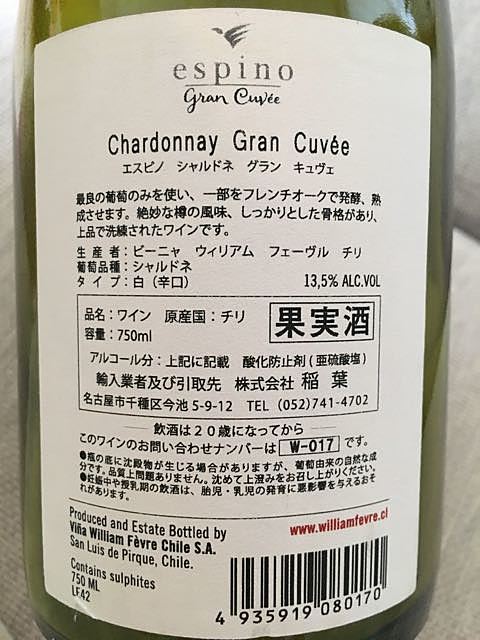 espino
Gran Cuvée
Chardonnay Gran Cuvée
エスピノ シャルドネ グラン キュヴェ
最良の葡萄のみを使い、一部をフレンチオークで発酵、熟
成させます。絶妙な樽の風味、しっかりとした骨格があり、
上品で洗練されたワインです。
生産者：ビーニャ ウィリアム フェーヴル チリ
葡萄品種：シャルドネ
タイプ：白（辛口） 13,5% ALC.VOL
品名：ワイン 原産国：チリ
容量：750ml
果実酒
アルコール分：上記に記載 酸化防止剤（亜硫酸塩）
輸入業者及び引取先 株式会社 稲葉
名古屋市千種区今池5-9-12 TEL (052)741-4702
飲酒は２０歳になってから
このワインのお問い合わせナンバーは W-017 です。
●瓶の底に沈殿物が生じる場合がありますが、葡萄由来の自然な成
分です。品質上問題ありません。沈めて上澄みをお召し上がりください。
●妊娠中や授乳期の飲酒は、胎児・乳児の発育に悪影響を与えるおそ
れがあります。
Produced and Estate Bottled by
Viña William Fèvre Chile S.A.
San Luis de Pirque, Chile.
Contains sulphites
750 ML
LF42
www.williamfevre.cl
4 935919 080170